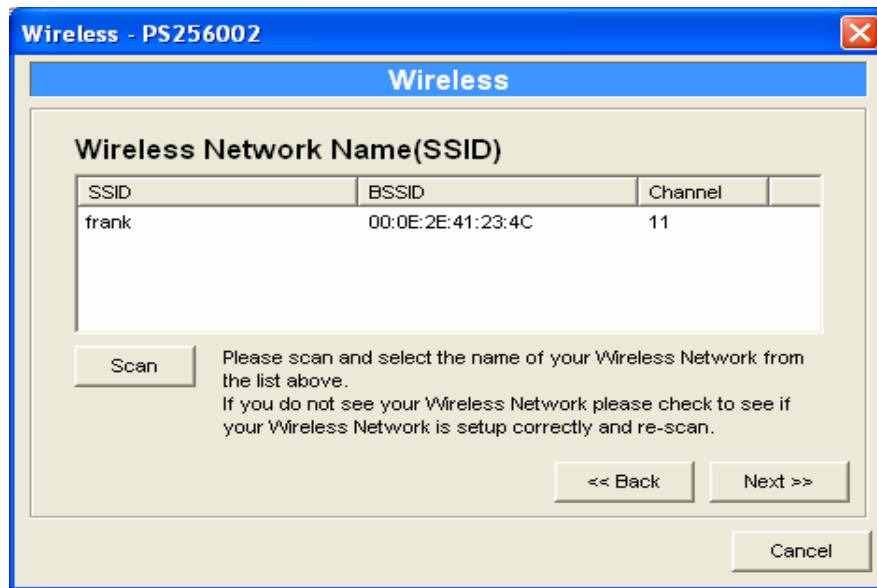 Wireless - PS256002
Wireless
Wireless Network Name(SSID)
SSID BSSID Channel
frank 00:0E:2E:41:23:4C 11
Scan
Please scan and select the name of your Wireless Network from
the list above.
If you do not see your Wireless Network please check to see if
your Wireless Network is setup correctly and re-scan.
<< Back Next >>
Cancel